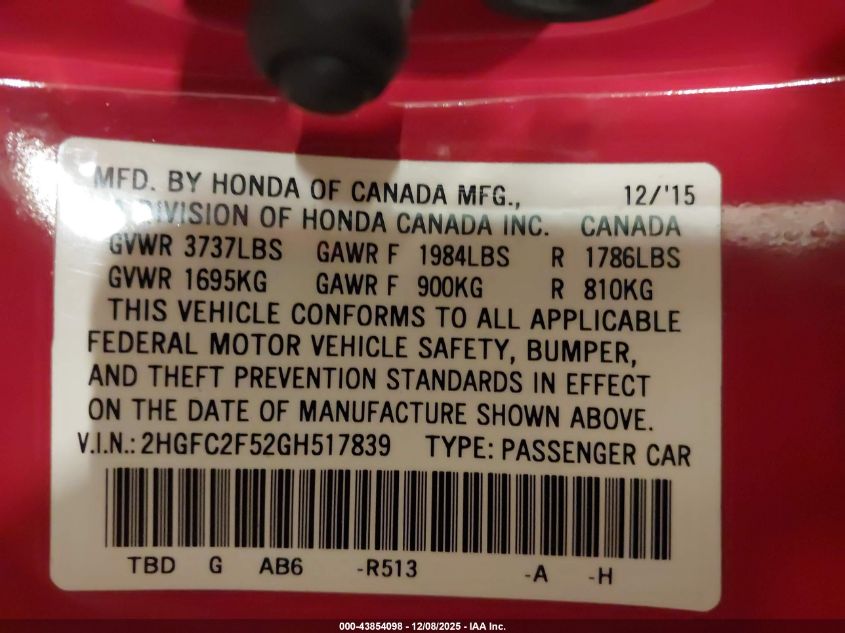 MFD. BY HONDA OF CANADA MFG., 12/'15
A DIVISION OF HONDA CANADA INC. CANADA
GVWR 3737LBS GAWR F 1984LBS R 1786LBS
GVWR 1695KG GAWR F 900KG R 810KG
THIS VEHICLE CONFORMS TO ALL APPLICABLE
FEDERAL MOTOR VEHICLE SAFETY, BUMPER,
AND THEFT PREVENTION STANDARDS IN EFFECT
ON THE DATE OF MANUFACTURE SHOWN ABOVE.
V.I.N.: 2HGFC2F52GH517839 TYPE: PASSENGER CAR
TBD G AB6 -R513 -A -H
000-43854098 - 12/08/2025 - IAA Inc.